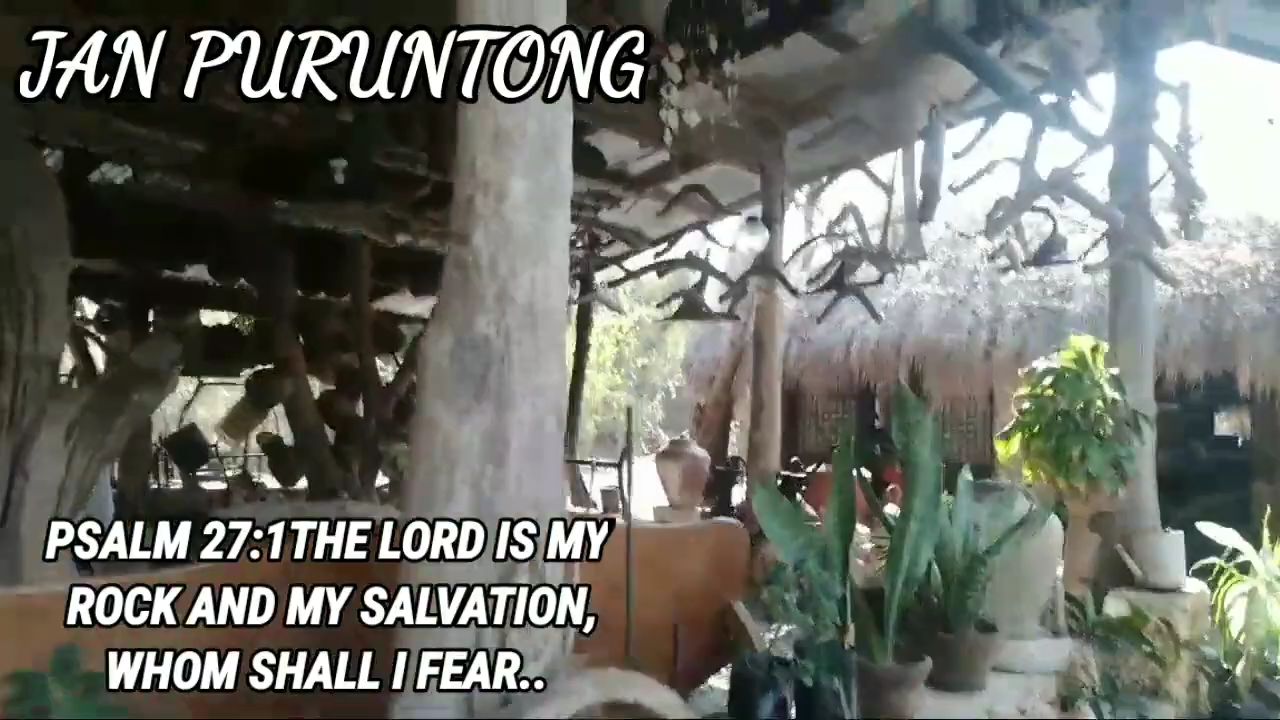 JAN PURUNTONG
PSALM 27:1THE LORD IS MY
ROCK AND MY SALVATION,
WHOM SHALL I FEAR..